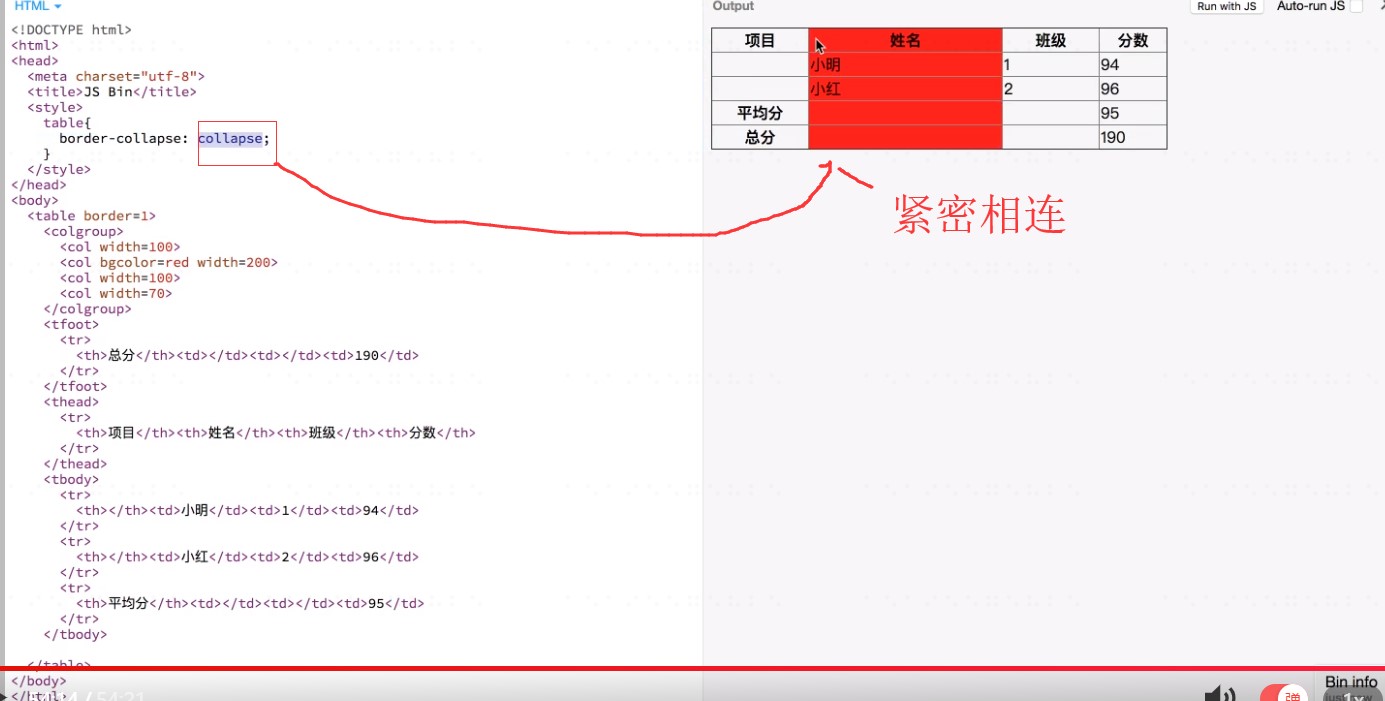 HTML
Output
Run with JS
Auto-run JS
<!DOCTYPE html>
<html>
<head>
<meta charset="utf-8">
<title>JS Bin</title>
<style>
table{
border-collapse: collapse;
}
</style>
</head>
<body>
<table border=1>
<colgroup>
<col width=100>
<col bgcolor=red width=200>
<col width=100>
<col width=70>
</colgroup>
<tfoot>
<tr>
<th>总分</th><td></td><td></td><td>190</td>
</tr>
</tfoot>
<thead>
<tr>
<th>项目</th><th>姓名</th><th>班级</th><th>分数</th>
</tr>
</thead>
<tbody>
<tr>
<th></th><td>小明</td><td>1</td><td>94</td>
</tr>
<tr>
<th></th><td>小红</td><td>2</td><td>96</td>
</tr>
<tr>
<th>平均分</th><td></td><td></td><td>95</td>
</tr>
</tbody>
</table>
</body>
项目 姓名 班级 分数
小明 1 94
小红 2 96
平均分 95
总分 190
紧密相连
Bin info
弹